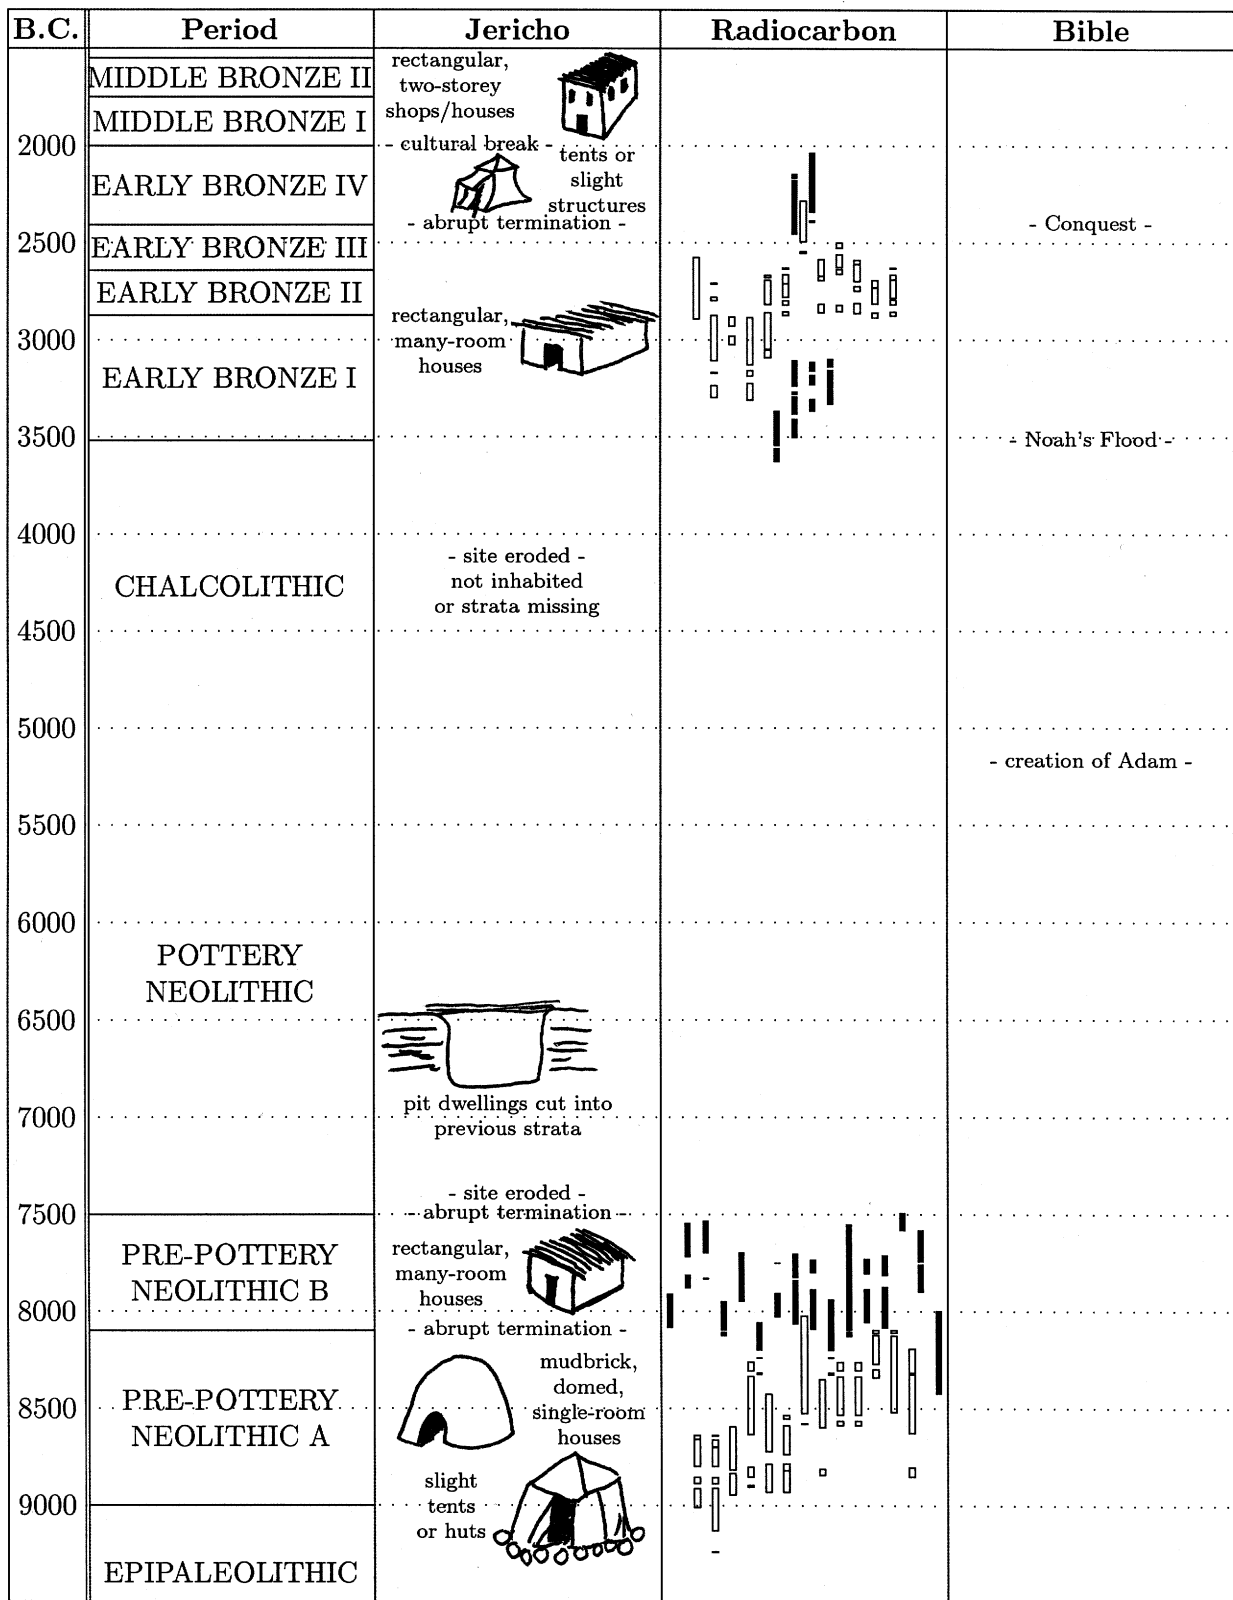 B.C. Period Jericho Radiocarbon Bible
MIDDLE BRONZE II
MIDDLE BRONZE I
rectangular,
two-storey
shops/houses
2000
- cultural break -
EARLY BRONZE IV
tents or
slight
structures
- abrupt termination -
- Conquest -
2500
EARLY BRONZE III
EARLY BRONZE II
3000
rectangular,
many-room
houses
EARLY BRONZE I
3500
- Noah's Flood -
4000
CHALCOLITHIC
- site eroded -
not inhabited
or strata missing
4500
5000
- creation of Adam -
5500
6000
POTTERY
NEOLITHIC
6500
7000
pit dwellings cut into
previous strata
- site eroded -
7500
- abrupt termination -
PRE-POTTERY
NEOLITHIC B
rectangular,
many-room
houses
8000
- abrupt termination -
mudbrick,
domed,
single-room
houses
8500
PRE-POTTERY
NEOLITHIC A
slight
tents
or huts
9000
EPIPALEOLITHIC